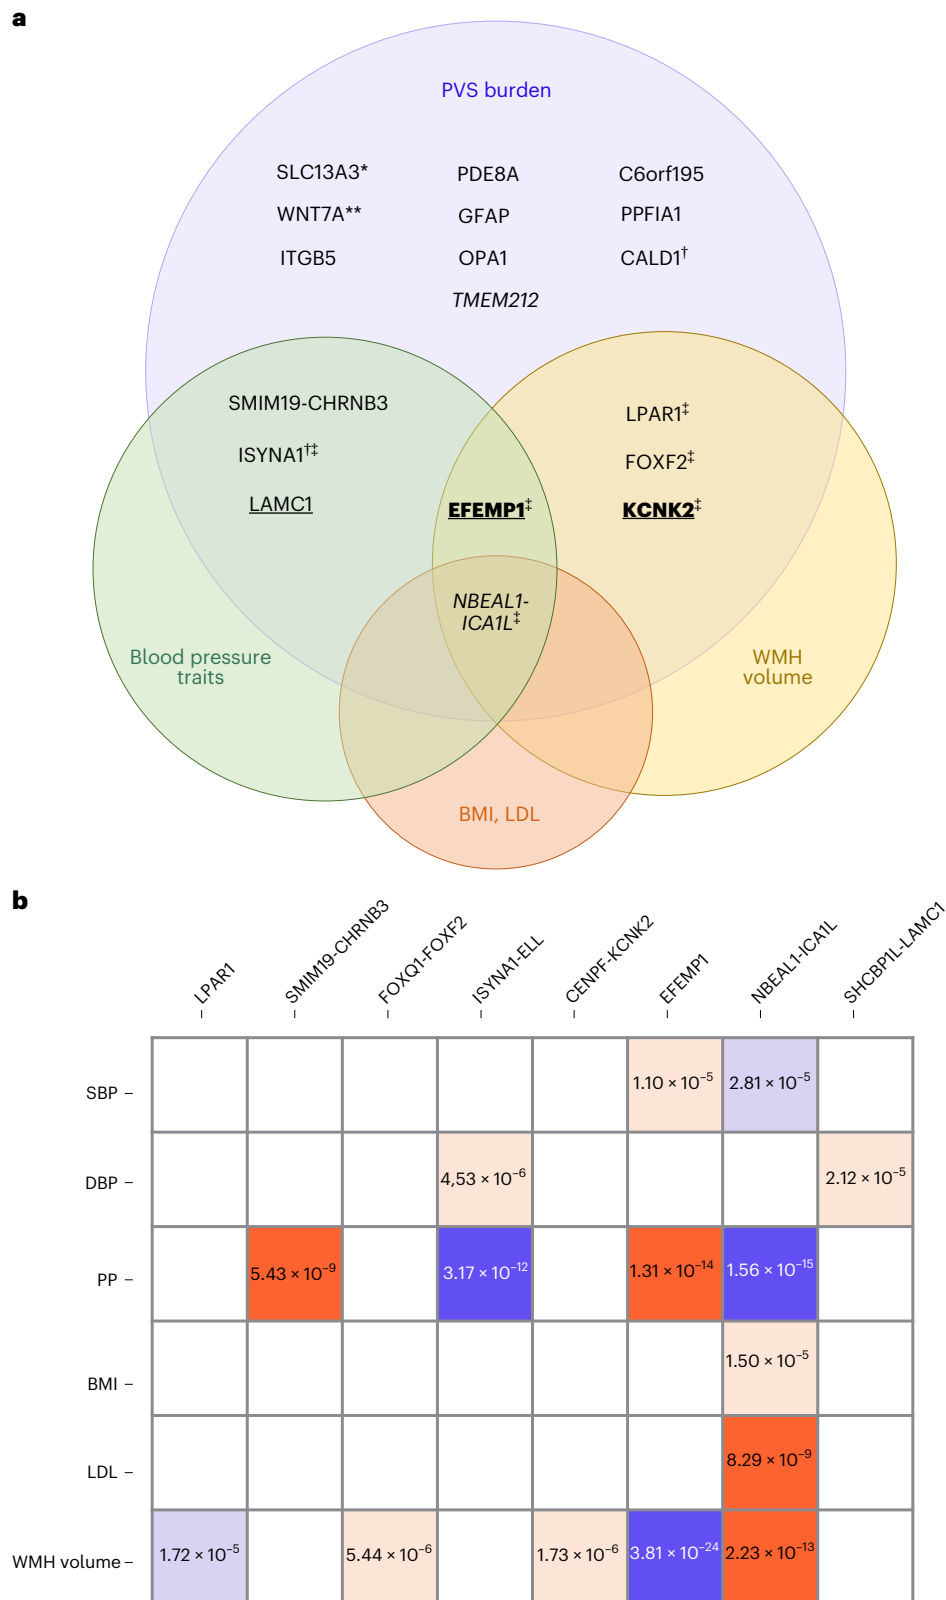 a
PVS burden
SLC13A3* PDE8A C6orf195
WNT7A** GFAP PPFIA1
ITGB5 OPA1 CALD1†
TMEM212
SMIM19-CHRNB3 LPAR1‡
ISYNA1†‡ FOXF2‡
LAMC1 EFEMP1‡ KCNK2‡
NBEAL1-
ICA1L‡
Blood pressure
traits
WMH
volume
BMI, LDL
b
LPAR1 SMIM19-CHRNB3 FOXQ1-FOXF2 ISYNA1-ELL CENPF-KCNK2 EFEMP1 NBEAL1-ICA1L SHCBP1L-LAMC1
SBP 1.10 × 10⁻⁵ 2.81 × 10⁻⁵
DBP 4,53 × 10⁻⁶ 2.12 × 10⁻⁵
PP 5.43 × 10⁻⁹ 3.17 × 10⁻¹² 1.31 × 10⁻¹⁴ 1.56 × 10⁻¹⁵
BMI 1.50 × 10⁻⁵
LDL 8.29 × 10⁻⁹
WMH volume 1.72 × 10⁻⁵ 5.44 × 10⁻⁶ 1.73 × 10⁻⁶ 3.81 × 10⁻²⁴ 2.23 × 10⁻¹³